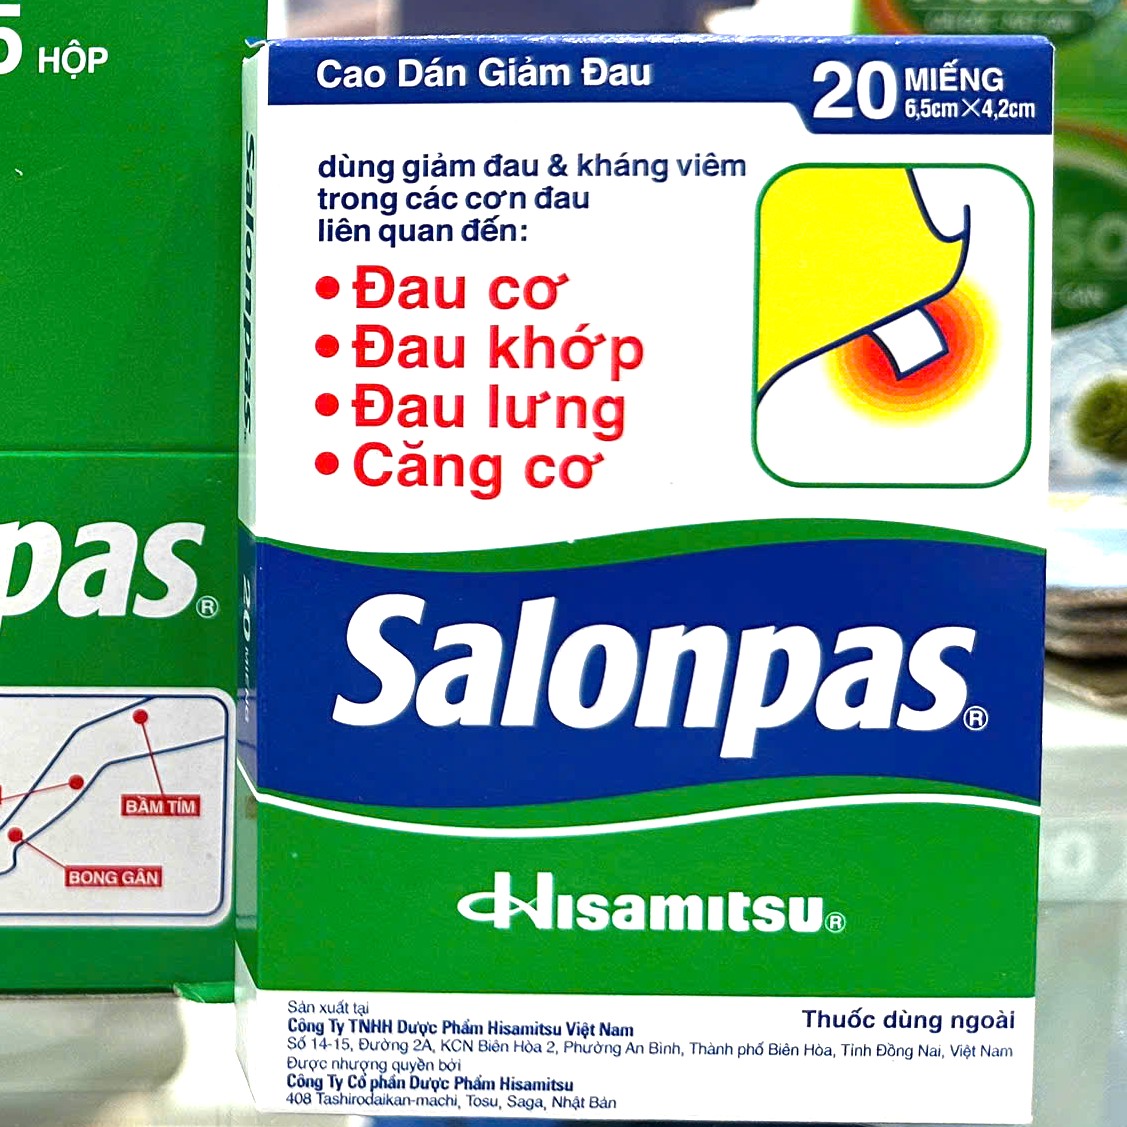 5 HỘP
pas®
BẦM TÍM
BONG GÂN
Salonpas®
20 MIẾNG
Cao Dán Giảm Đau
20 MIẾNG
6,5cm×4,2cm
dùng giảm đau & kháng viêm
trong các cơn đau
liên quan đến:
• Đau cơ
• Đau khớp
• Đau lưng
• Căng cơ
Salonpas®
Hisamitsu®
Sản xuất tại
Công Ty TNHH Dược Phẩm Hisamitsu Việt Nam
Thuốc dùng ngoài
Số 14-15, Đường 2A, KCN Biên Hòa 2, Phường An Bình, Thành phố Biên Hòa, Tỉnh Đồng Nai, Việt Nam
Được nhượng quyền bởi
Công Ty Cổ phần Dược Phẩm Hisamitsu
408 Tashirodaikan-machi, Tosu, Saga, Nhật Bản